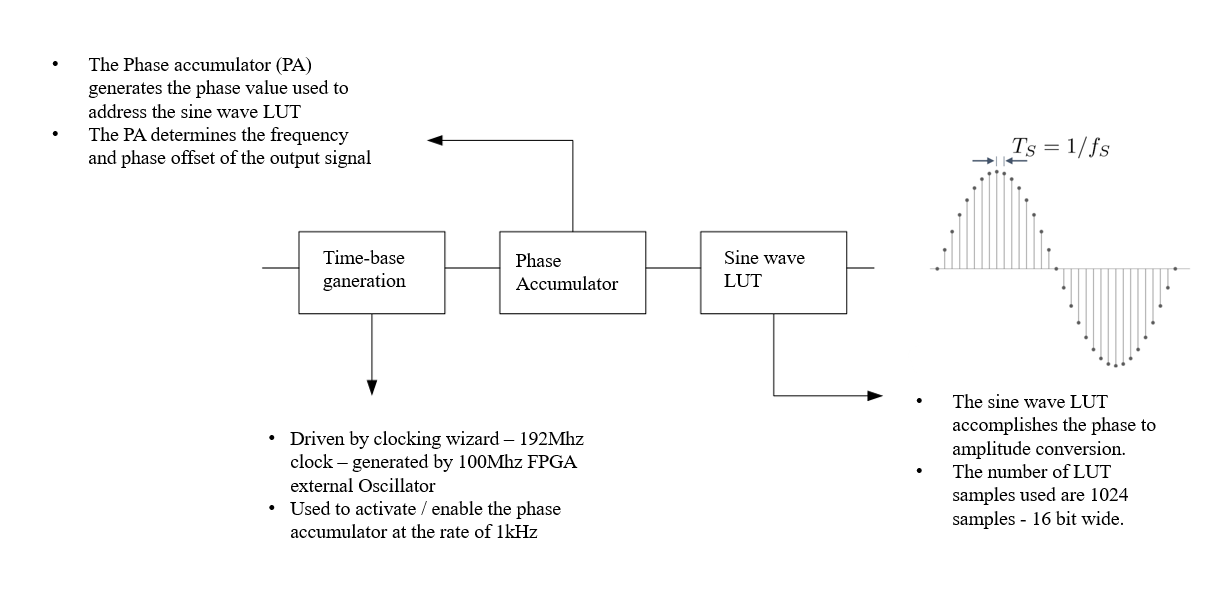 • The Phase accumulator (PA)
generates the phase value used to
address the sine wave LUT
• The PA determines the frequency
and phase offset of the output signal
T_S = 1/f_S
Time-base
ganeration
Phase
Accumulator
Sine wave
LUT
• Driven by clocking wizard – 192Mhz
clock – generated by 100Mhz FPGA
external Oscillator
• Used to activate / enable the phase
accumulator at the rate of 1kHz
• The sine wave LUT
accomplishes the phase to
amplitude conversion.
• The number of LUT
samples used are 1024
samples - 16 bit wide.